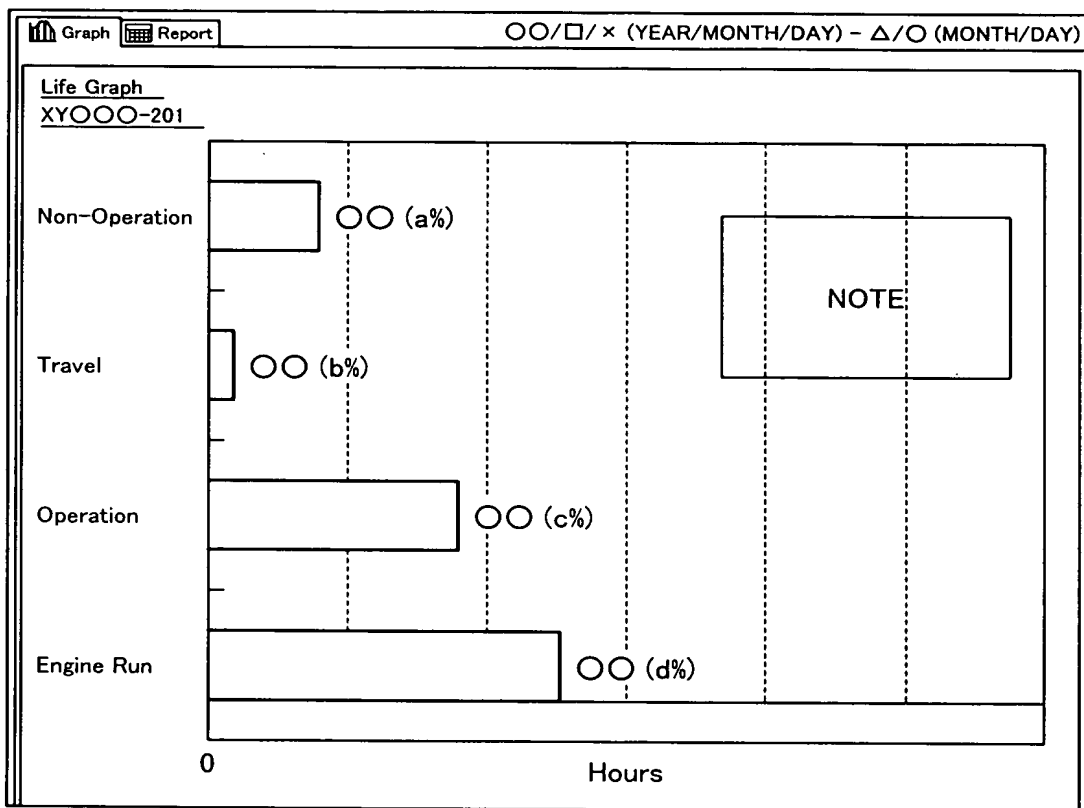 Graph Report ○○/□/× (YEAR/MONTH/DAY) - △/○ (MONTH/DAY)
Life Graph
XY○○○-201
Non-Operation ○○ (a%)
NOTE
Travel ○○ (b%)
Operation ○○ (c%)
Engine Run ○○ (d%)
0
Hours